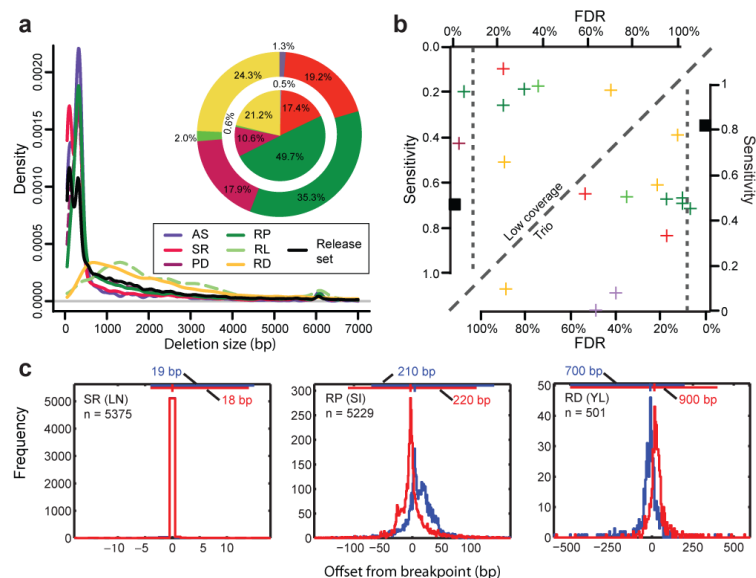 a
Density
0.0020
0.0015
0.0010
0.0005
0.0000
0 1000 2000 3000 4000 5000 6000 7000
Deletion size (bp)
1.3%
24.3%
19.2%
0.5%
21.2%
17.4%
0.6%
2.0%
10.6%
49.7%
17.9%
35.3%
AS RP
SR RL
PD RD
Release
set
b
FDR
0% 20% 40% 60% 80% 100%
Sensitivity
0.0
0.2
0.4
0.6
0.8
1.0
Low coverage
Trio
1
0.8
0.6
0.4
0.2
0
Sensitivity
100% 80% 60% 40% 20% 0%
FDR
c
Frequency
19 bp
SR (LN)
n = 5375
18 bp
5000
4000
3000
2000
1000
0
−10 −5 0 5 10
210 bp
RP (SI)
n = 5229
220 bp
300
250
200
150
100
50
0
−100 −50 0 50 100
700 bp
RD (YL)
n = 501
900 bp
50
40
30
20
10
0
−600 −400 −200 0 200 400 600
Offset from breakpoint (bp)